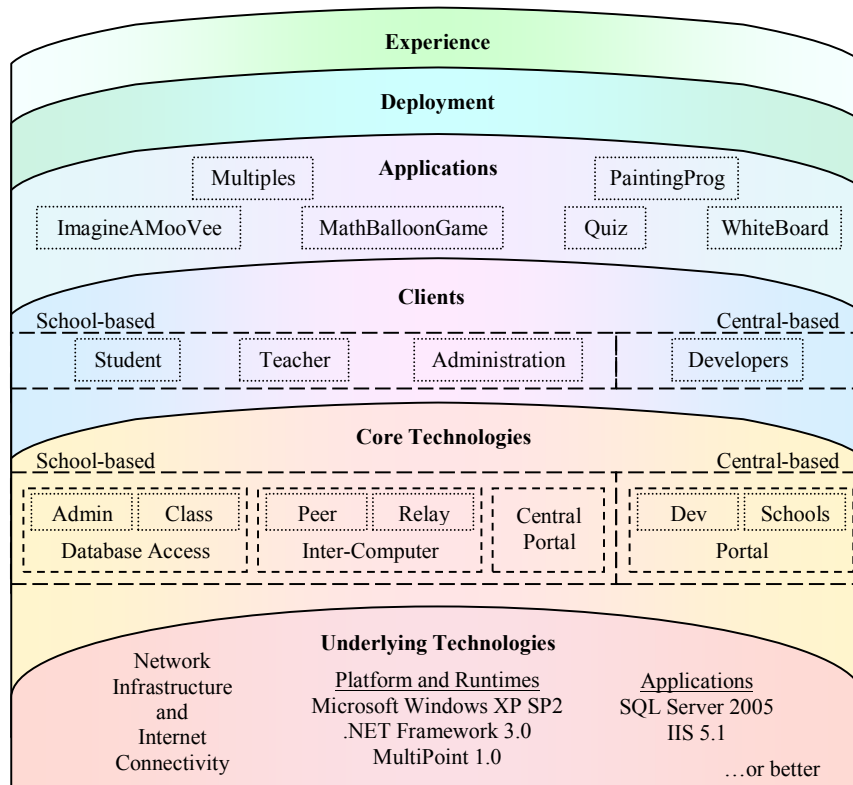 Experience
Deployment
Applications
Multiples
PaintingProg
ImagineAMooVee
MathBalloonGame
Quiz
WhiteBoard
Clients
School-based
Central-based
Student
Teacher
Administration
Developers
Core Technologies
School-based
Central-based
Admin
Class
Database Access
Peer
Relay
Inter-Computer
Central
Portal
Dev
Schools
Portal
Underlying Technologies
Network
Infrastructure
and
Internet
Connectivity
Platform and Runtimes
Microsoft Windows XP SP2
.NET Framework 3.0
MultiPoint 1.0
Applications
SQL Server 2005
IIS 5.1
…or better